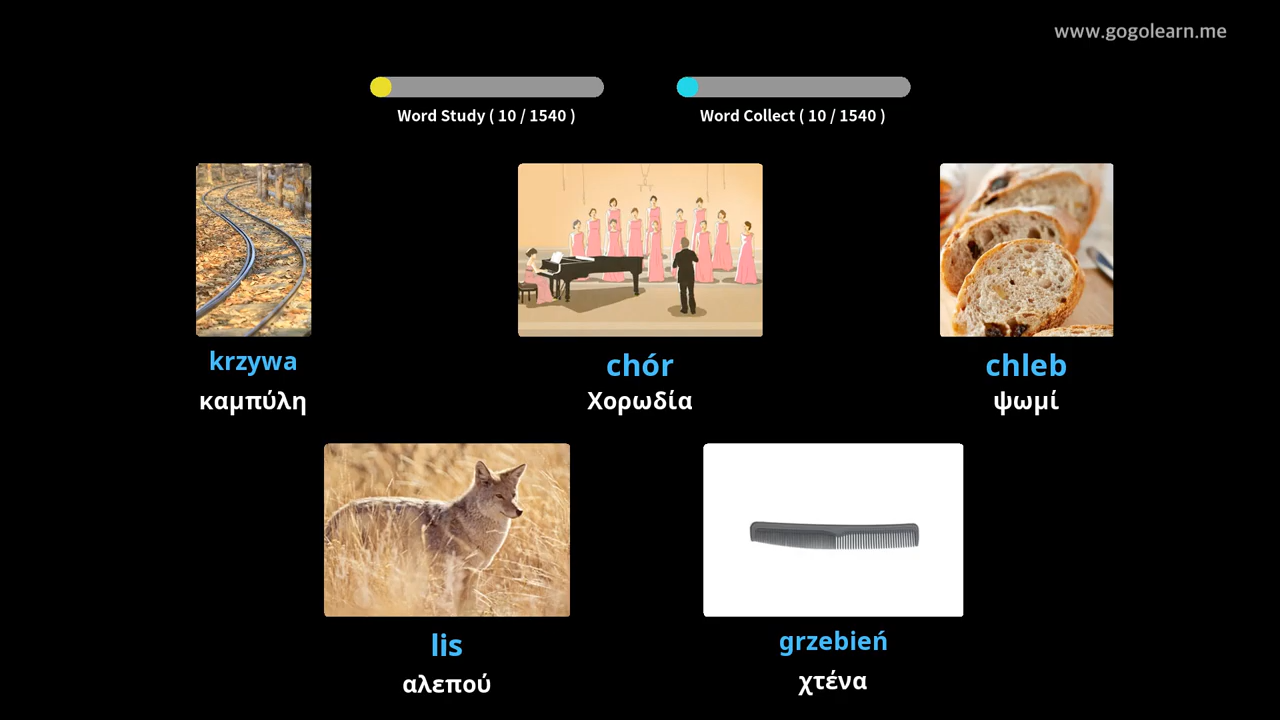 www.gogolearn.me
Word Study ( 10 / 1540 )
Word Collect ( 10 / 1540 )
krzywa
καμπύλη
chór
Χορωδία
chleb
ψωμί
lis
αλεπού
grzebień
χτένα